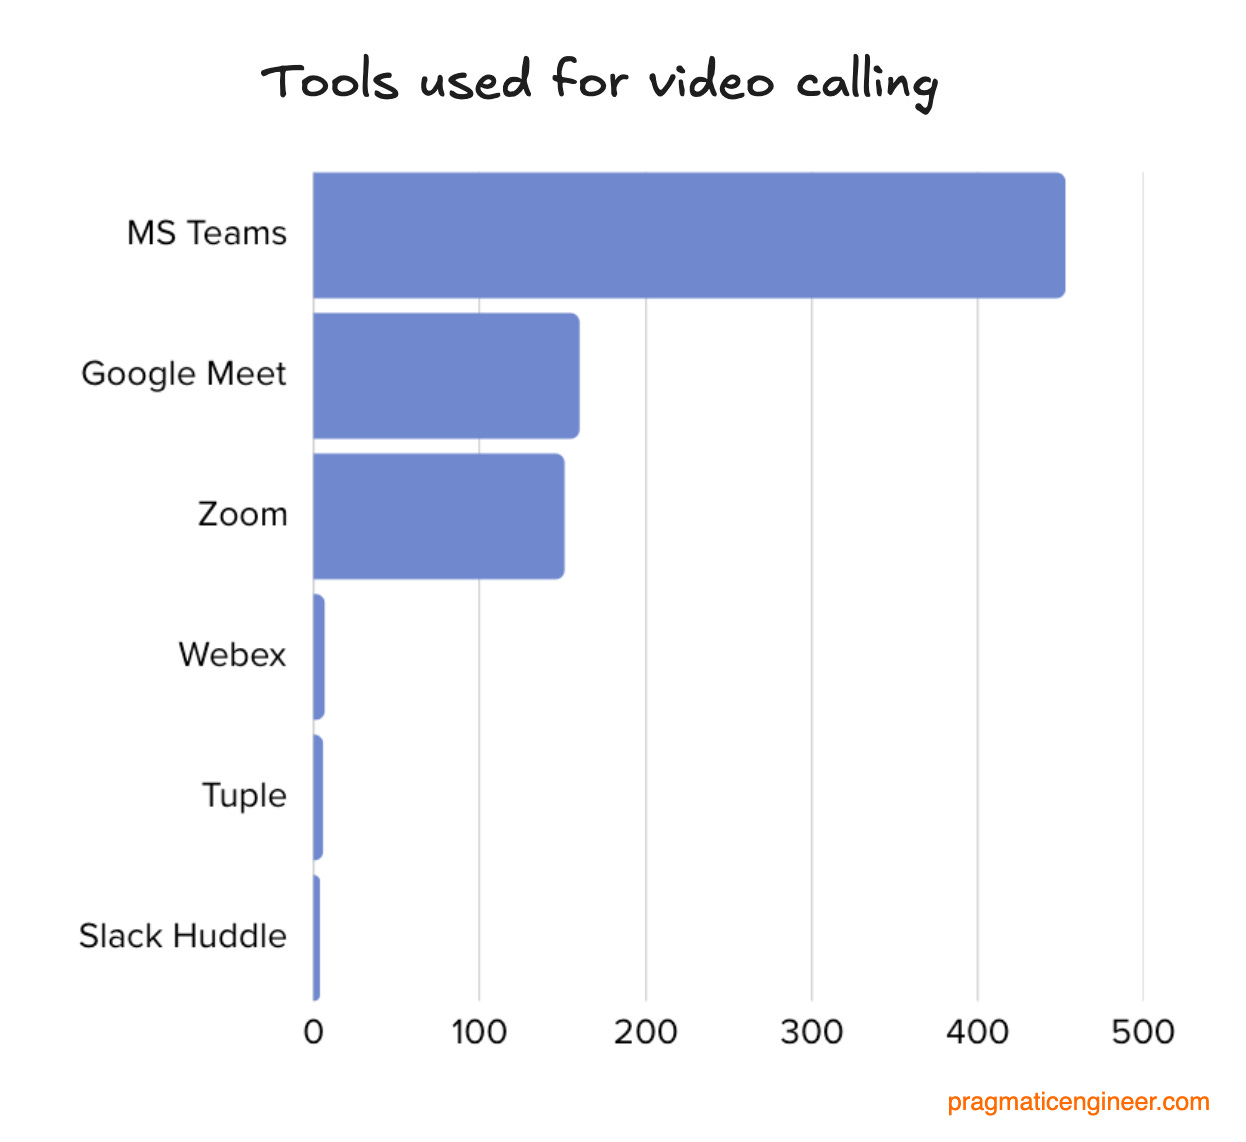 Tools used for video calling
MS Teams
Google Meet
Zoom
Webex
Tuple
Slack Huddle
0 100 200 300 400 500
pragmaticengineer.com